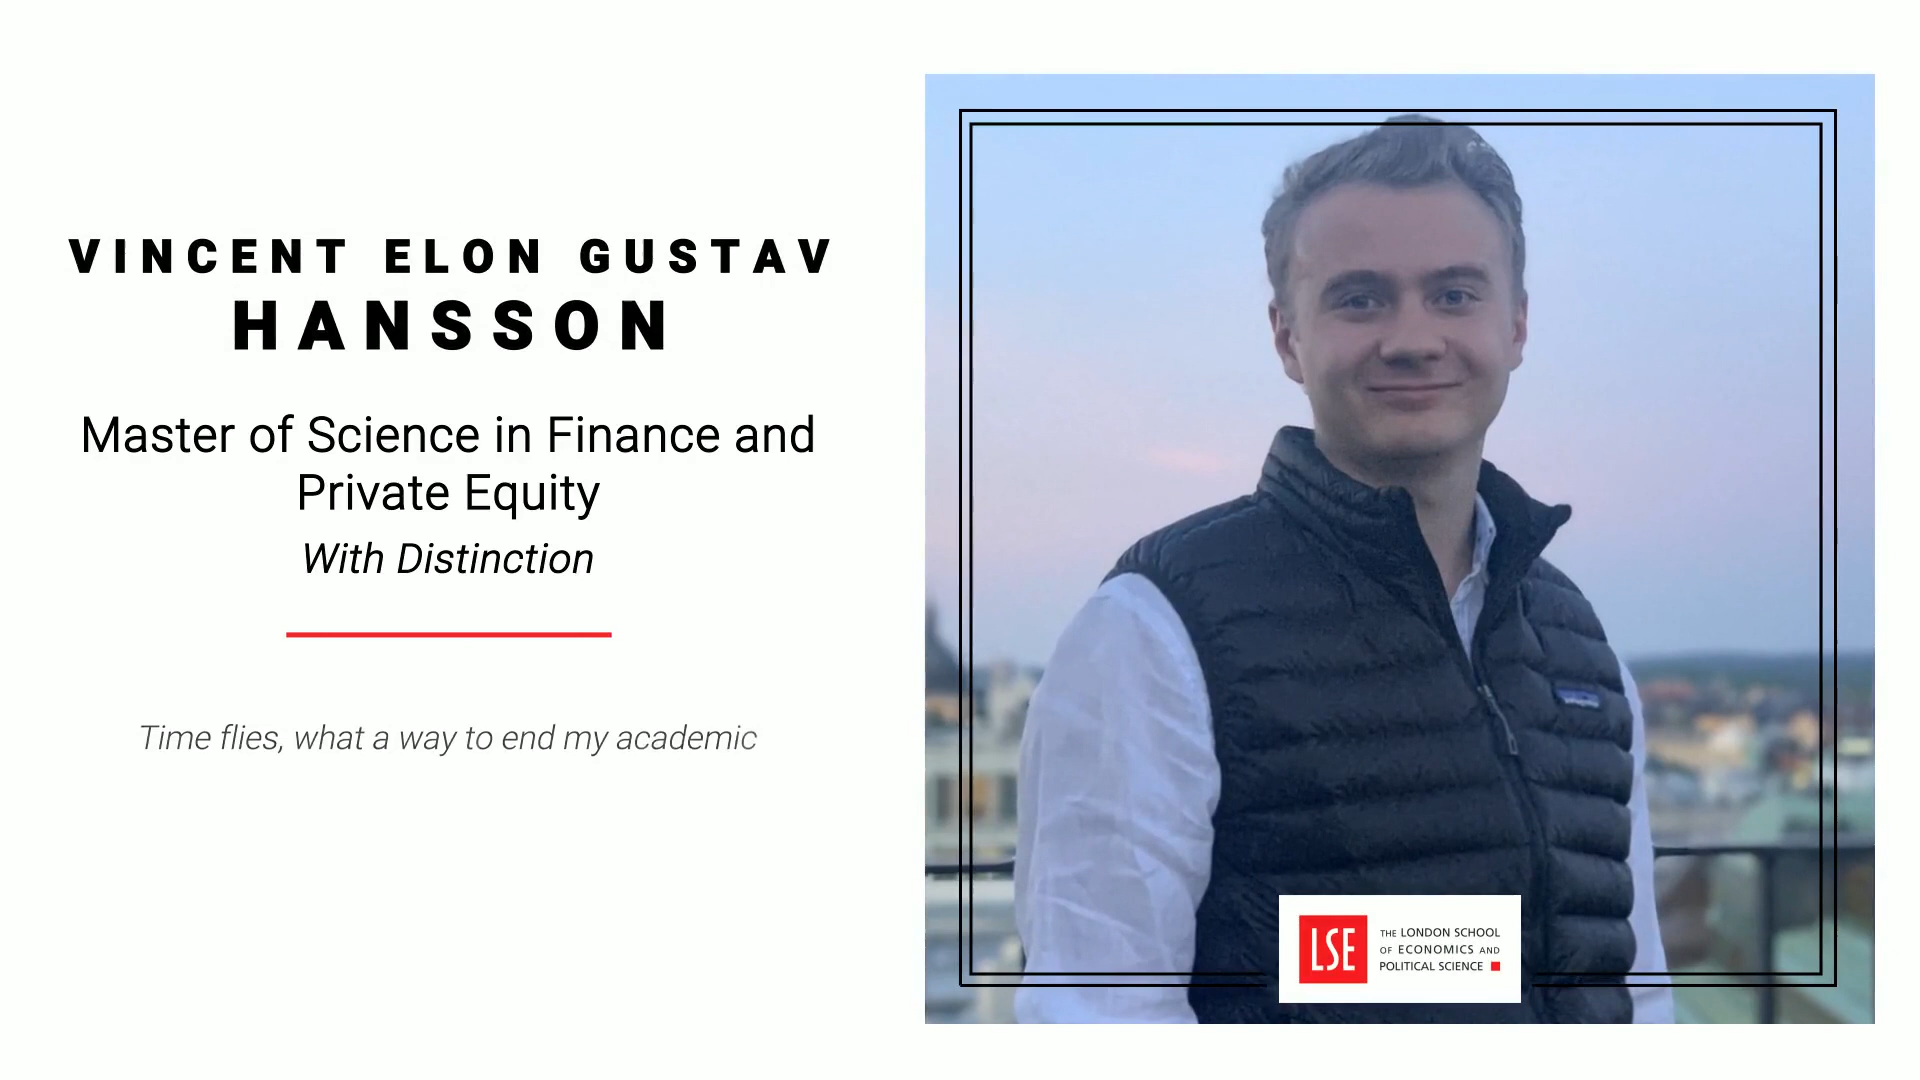 VINCENT ELON GUSTAV
HANSSON
Master of Science in Finance and
Private Equity
With Distinction
Time flies, what a way to end my academic
LSE
THE LONDON SCHOOL
OF ECONOMICS AND
POLITICAL SCIENCE